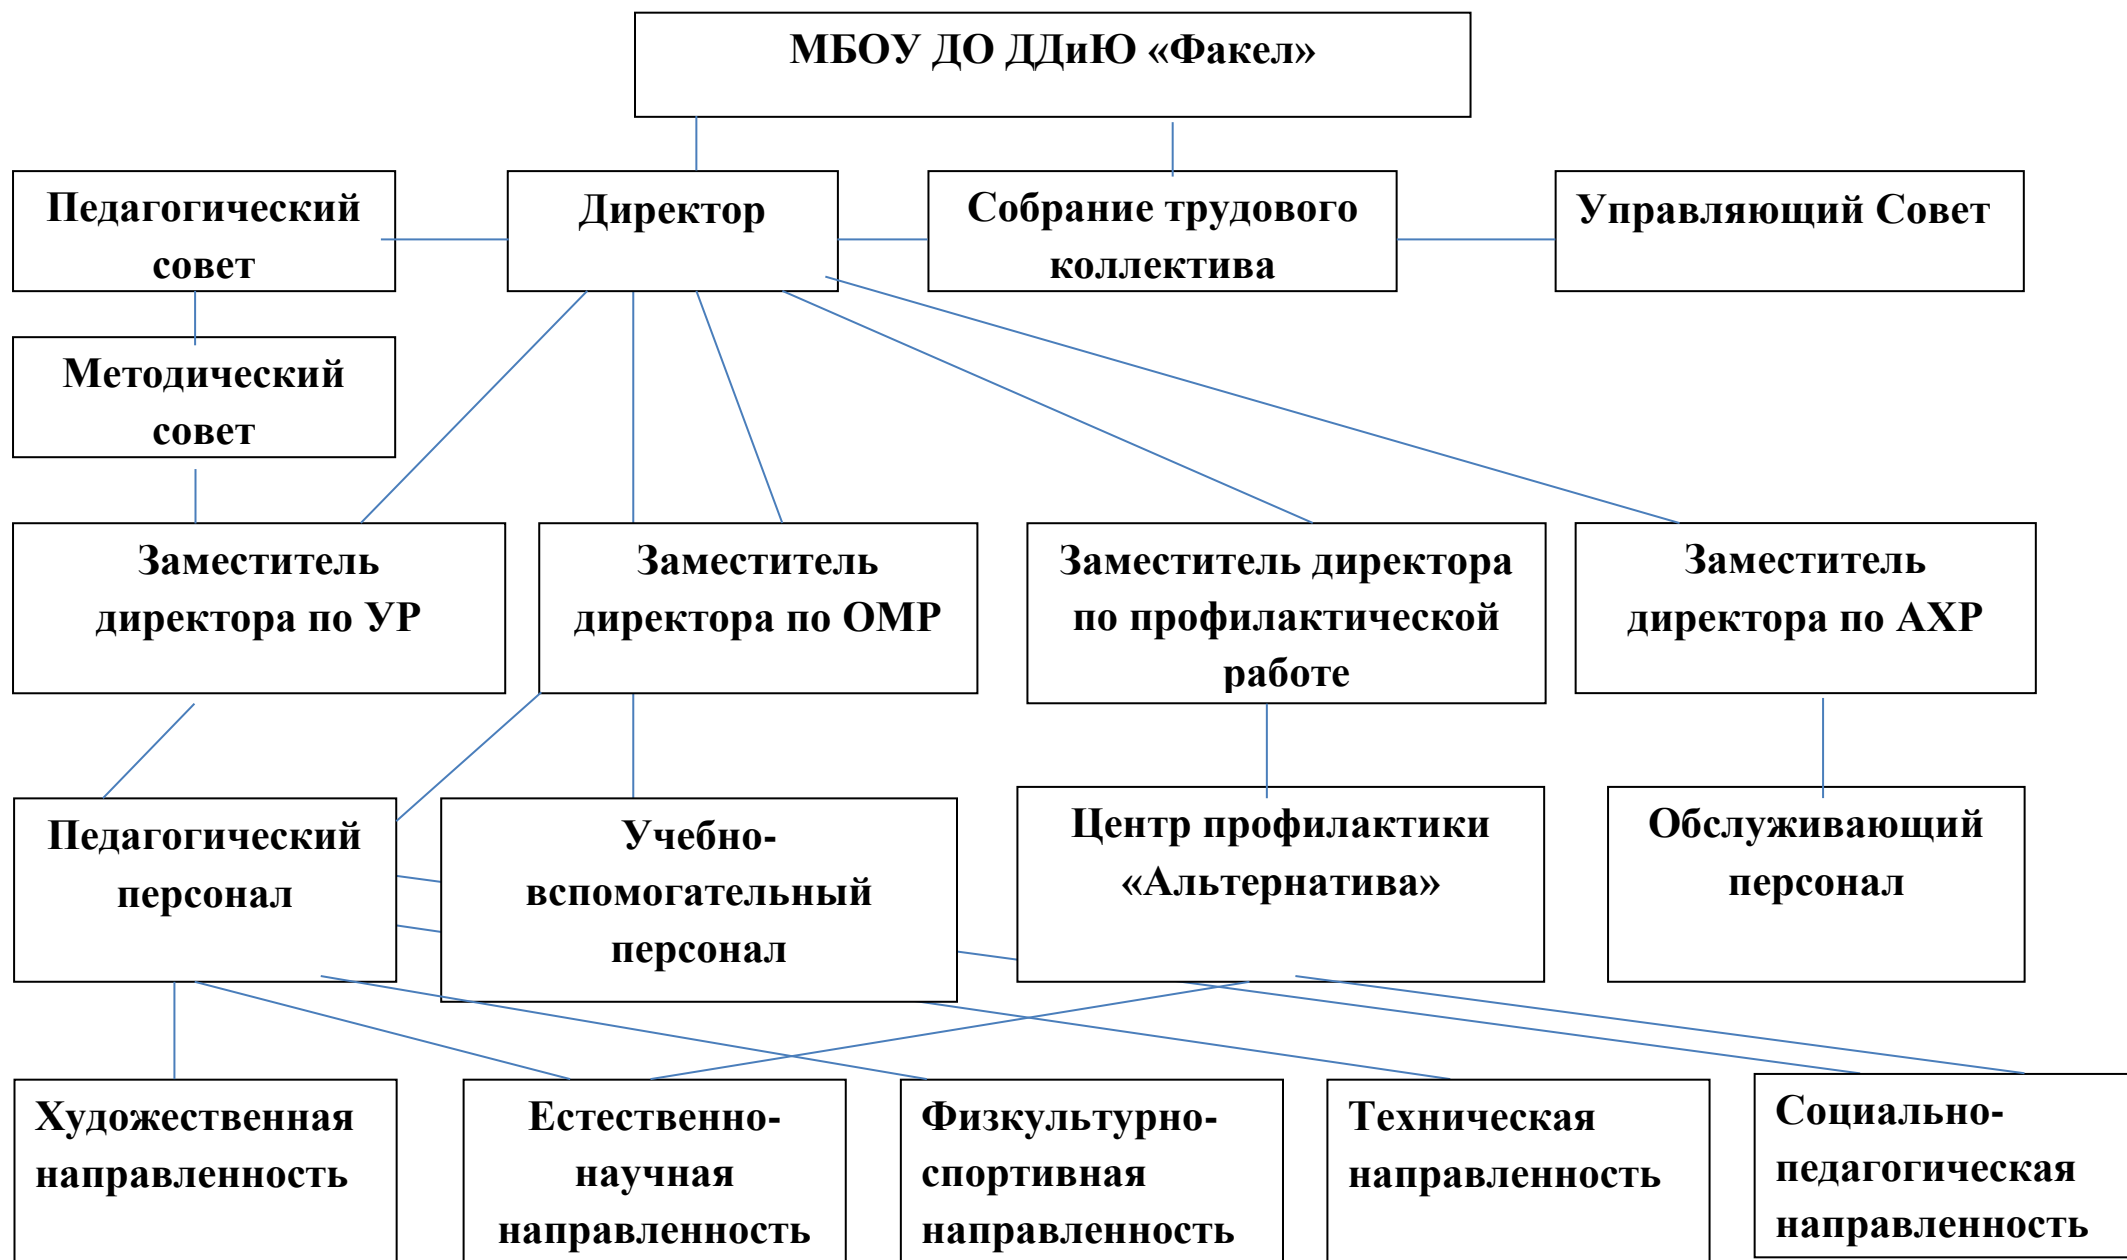 МБОУ ДО ДДиЮ «Факел»
Педагогический
совет
Директор
Собрание трудового
коллектива
Управляющий Совет
Методический
совет
Заместитель
директора по УР
Заместитель
директора по ОМР
Заместитель директора
по профилактической
работе
Заместитель
директора по АХР
Педагогический
персонал
Учебно-
вспомогательный
персонал
Центр профилактики
«Альтернатива»
Обслуживающий
персонал
Художественная
направленность
Естественно-
научная
направленность
Физкультурно-
спортивная
направленность
Техническая
направленность
Социально-
педагогическая
направленность